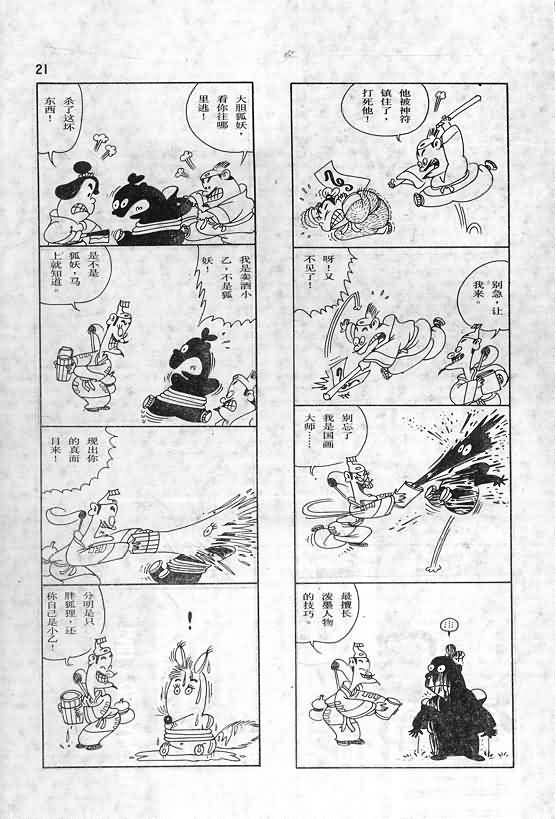 21
他被神符
镇住了，
打死他！
别急，让
我来。
呀！又
不见了！
别忘了
我是国画
大师……
最擅长
泼墨人物
的技巧。
……
大胆狐妖，
看你往哪
里逃！
杀了这坏
东西！
我是卖酒小
乙，不是狐
妖！
是不是
狐妖，马
上就知道。
现出你
的真面
目来！
！
分明是只
胖狐狸，还
称自己是小乙！